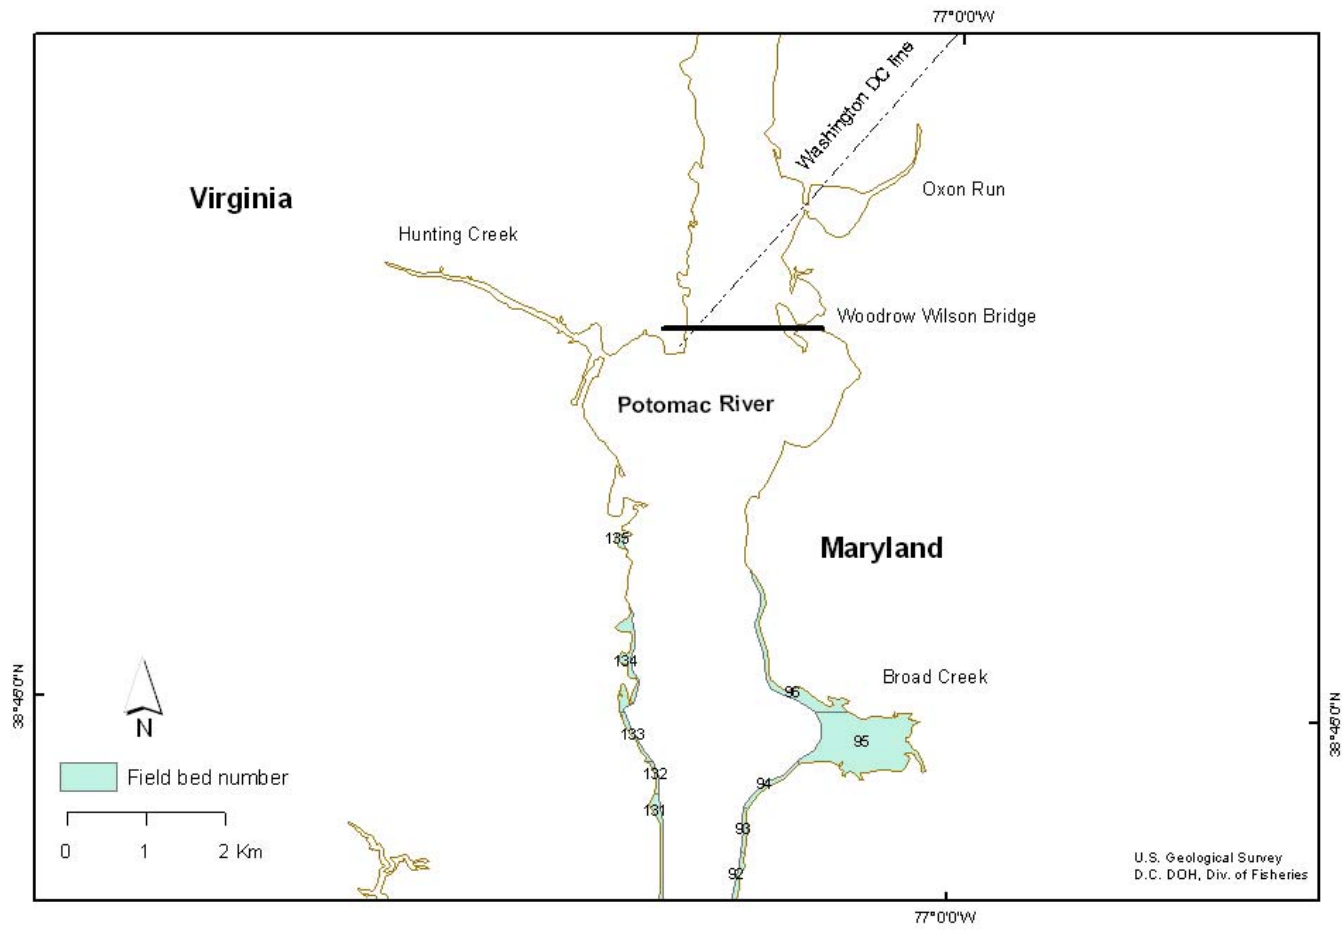 77°0'0"W
Washington DC line
Virginia
Oxon Run
Hunting Creek
Woodrow Wilson Bridge
Potomac River
135
Maryland
134
Broad Creek
96
38°46'0"N
38°46'0"N
N
133
95
132
94
Field bed number
131
93
0 1 2 Km
92
U.S. Geological Survey
D.C. DOH, Div. of Fisheries
77°0'0"W